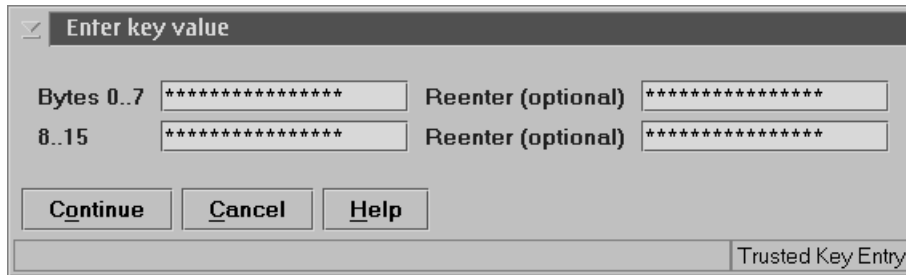 Enter key value
Bytes 0..7 **************** Reenter (optional) ****************
8..15 **************** Reenter (optional) ****************
Continue Cancel Help
Trusted Key Entry